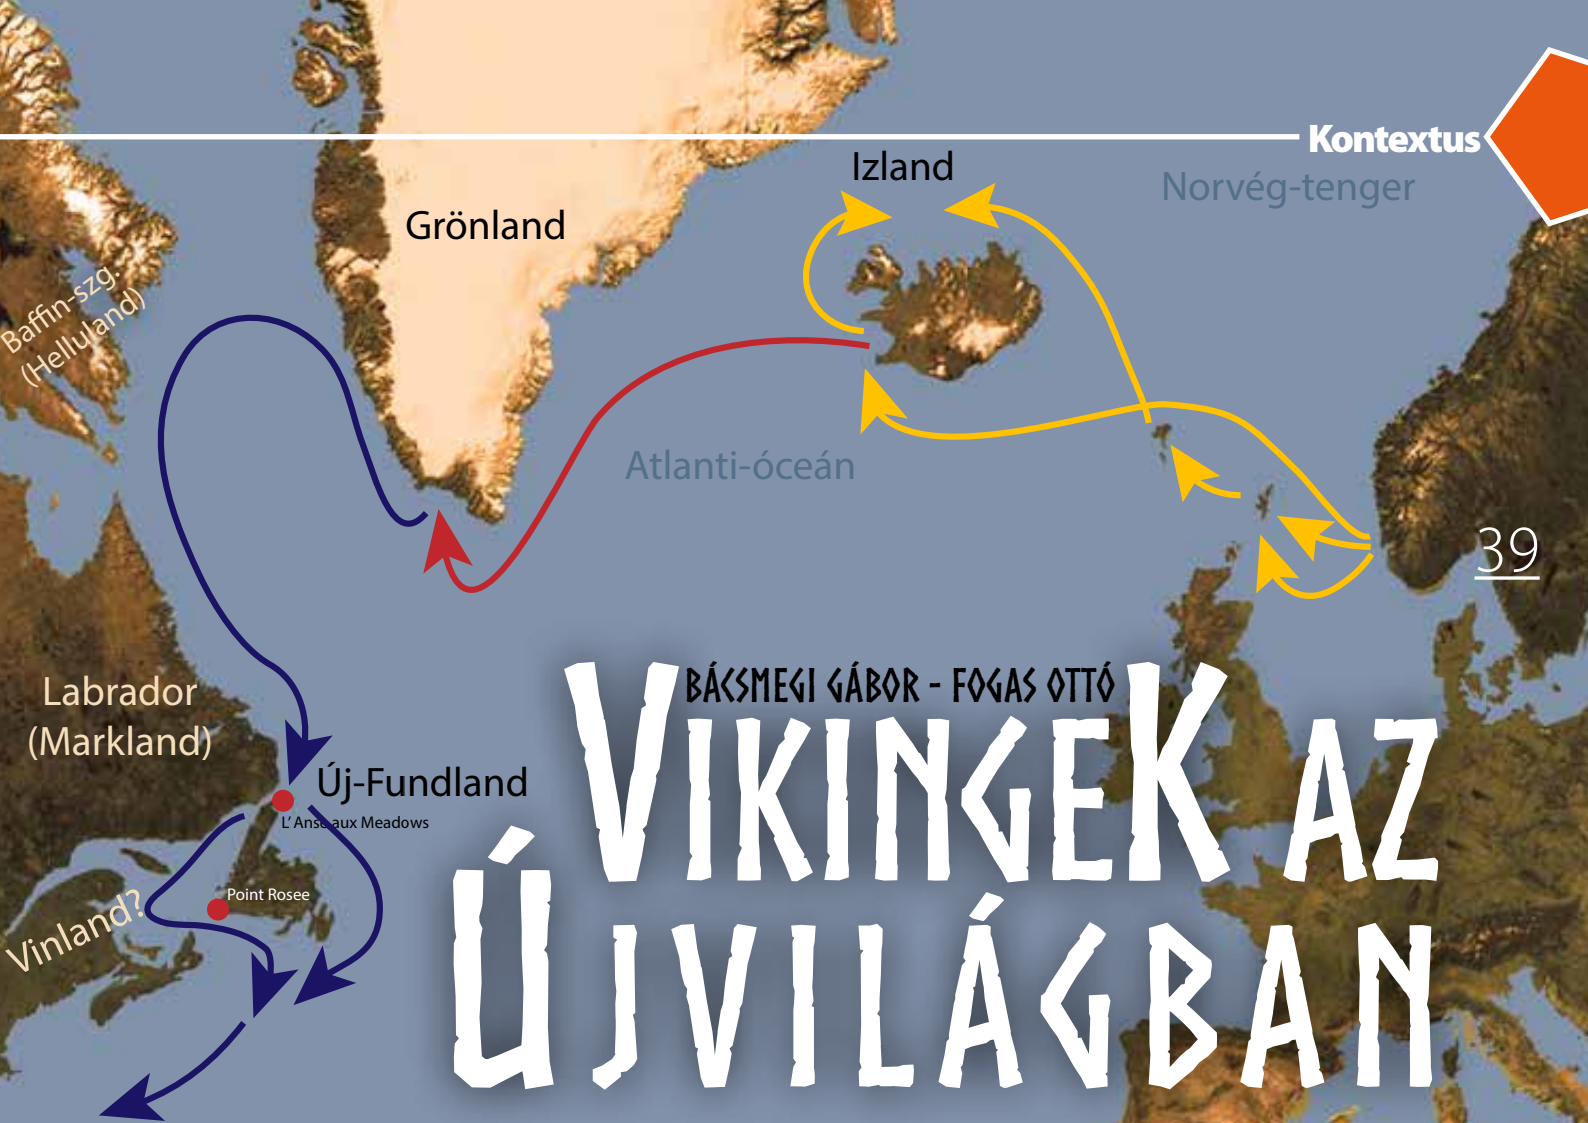 Kontextus
Izland
Norvég-tenger
Grönland
Baffin-szg.
(Helluland)
Atlanti-óceán
39
Labrador
(Markland)
BÁCSMEGI GÁBOR - FOGAS OTTÓ
VIKINGEK AZ
ÚJVILÁGBAN
Új-Fundland
L'Anse aux Meadows
Point Rosee
Vinland?